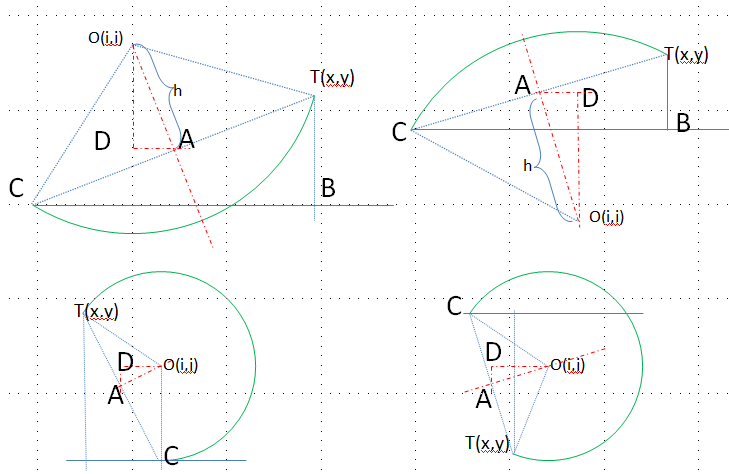 O(i,j)
h
T(x,y)
D
A
C
B
T(x,y)
A
D
C
B
h
O(i,j)
T(x,y)
D
O(i,j)
A
C
C
D
O(i,j)
A
T(x,y)